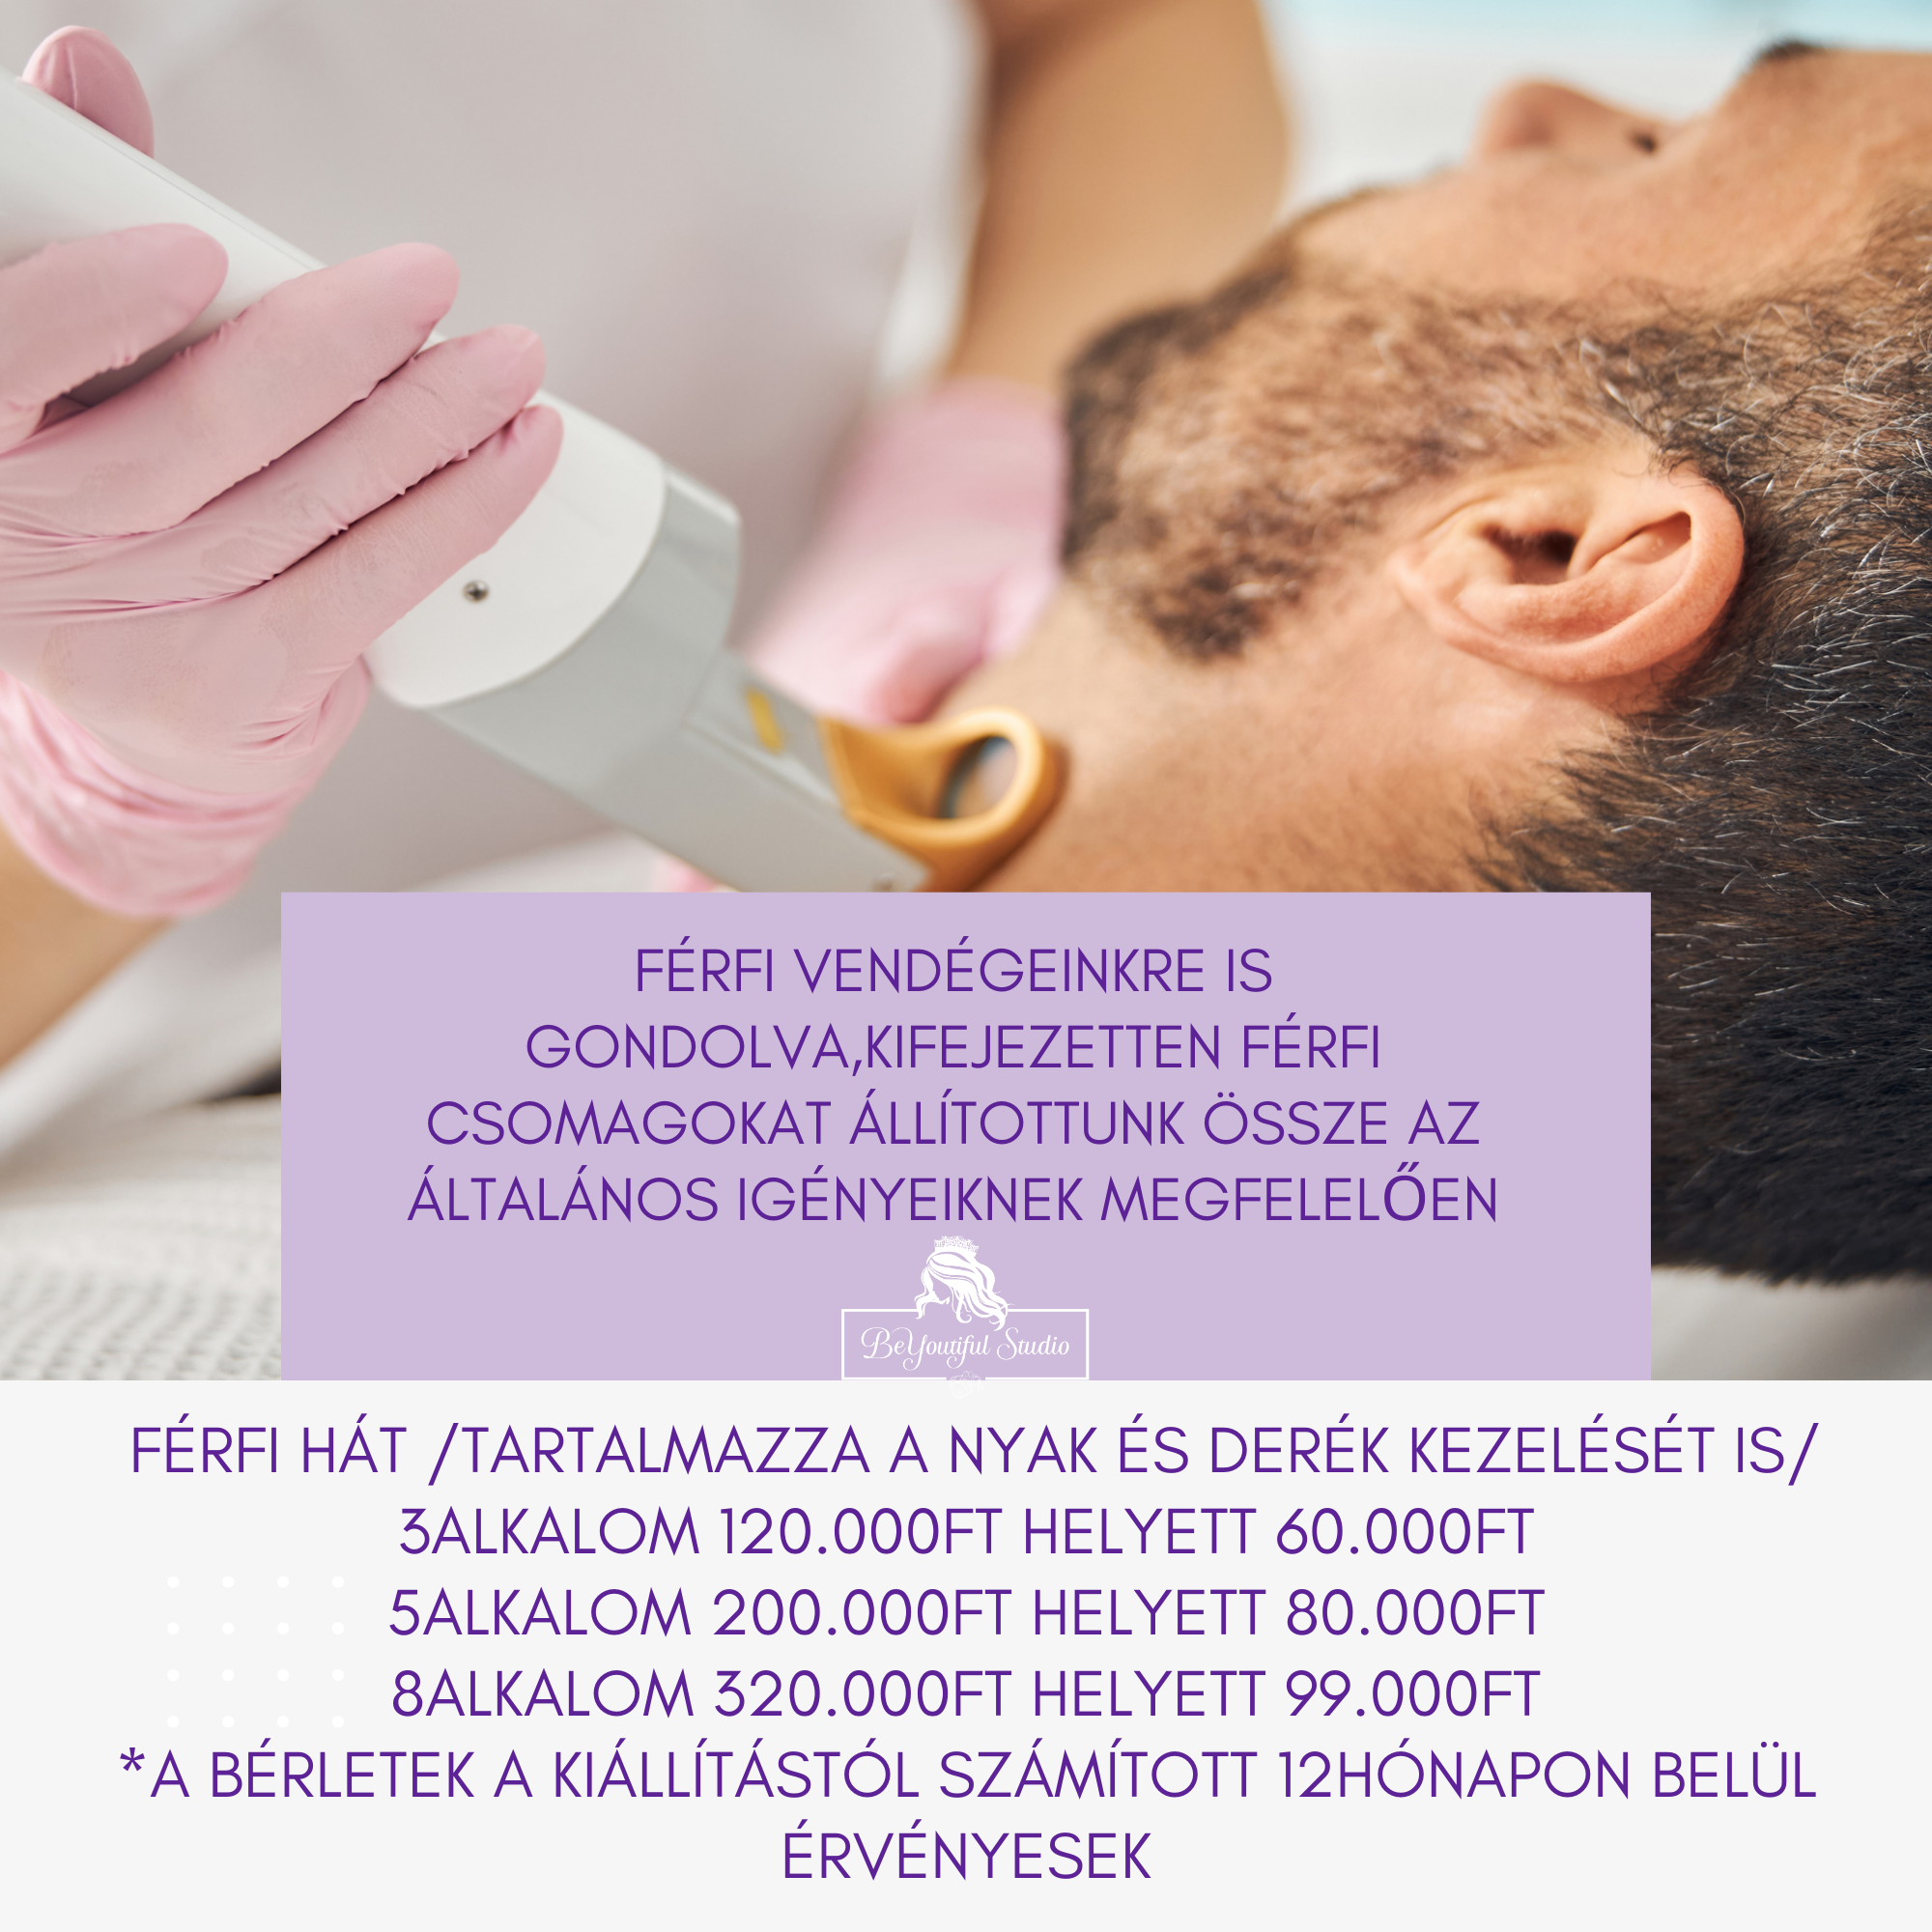 FÉRFI VENDÉGEINKRE IS
GONDOLVA,KIFEJEZETTEN FÉRFI
CSOMAGOKAT ÁLLÍTOTTUNK ÖSSZE AZ
ÁLTALÁNOS IGÉNYEIKNEK MEGFELELŐEN
BeYoutiful Studio
FÉRFI HÁT /TARTALMAZZA A NYAK ÉS DERÉK KEZELÉSÉT IS/
3ALKALOM 120.000FT HELYETT 60.000FT
5ALKALOM 200.000FT HELYETT 80.000FT
8ALKALOM 320.000FT HELYETT 99.000FT
*A BÉRLETEK A KIÁLLÍTÁSTÓL SZÁMÍTOTT 12HÓNAPON BELÜL
ÉRVÉNYESEK